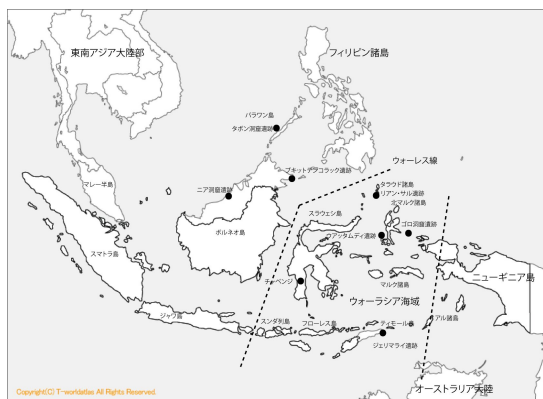 東南アジア大陸部
フィリピン諸島
パラワン島
タボン洞窟遺跡
ブキットテンコラック遺跡
ウォーレス線
マレー半島
ニア洞窟遺跡
タラウド諸島
リアン・サル遺跡
北マルク諸島
スラウェシ島
ゴロ洞窟遺跡
ボルネオ島
ウアッタムディ遺跡
スマトラ島
チャベンジ
マルク諸島
ニューギニア島
ウォーラシア海域
ジャワ島
スンダ列島
フローレス島
ティモール島
アル諸島
ジェリマライ遺跡
オーストラリア大陸
Copyright(C) T-worldatlas All Rights Reserved.